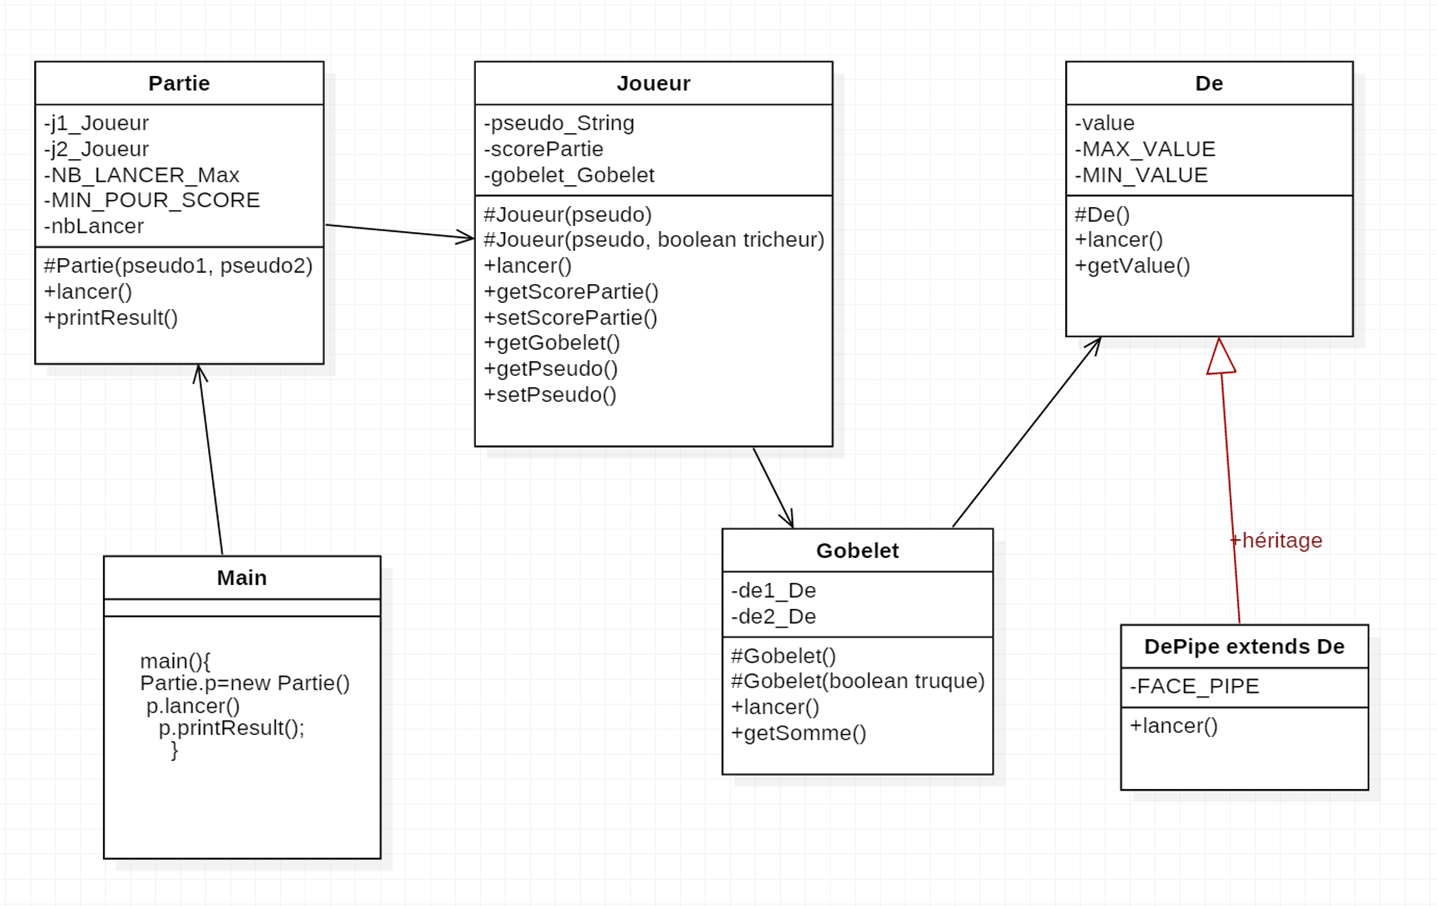 Partie
-j1_Joueur
-j2_Joueur
-NB_LANCER_Max
-MIN_POUR_SCORE
-nbLancer
#Partie(pseudo1, pseudo2)
+lancer()
+printResult()
Joueur
-pseudo_String
-scorePartie
-gobelet_Gobelet
#Joueur(pseudo)
#Joueur(pseudo, boolean tricheur)
+lancer()
+getScorePartie()
+setScorePartie()
+getGobelet()
+getPseudo()
+setPseudo()
De
-value
-MAX_VALUE
-MIN_VALUE
#De()
+lancer()
+getValue()
Main
main(){
Partie.p=new Partie()
p.lancer()
p.printResult();
}
Gobelet
-de1_De
-de2_De
#Gobelet()
#Gobelet(boolean truque)
+lancer()
+getSomme()
+héritage
DePipe extends De
-FACE_PIPE
+lancer()